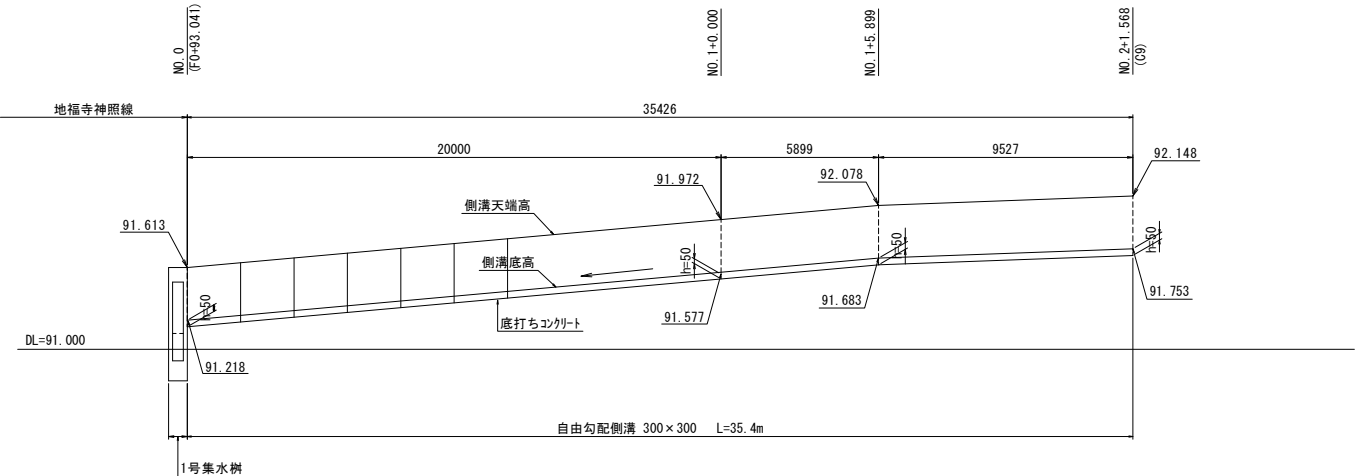 NO.0
(F0+93.041)
NO.1+0.000
NO.1+5.899
NO.2+1.568
(C9)
地福寺神照線
35426
20000
5899
9527
91.613
91.972
92.078
92.148
側溝天端高
側溝底高
h=50
h=50
h=50
h=50
底打ちコンクリート
91.577
91.683
91.753
DL=91.000
91.218
自由勾配側溝 300×300 L=35.4m
1号集水桝